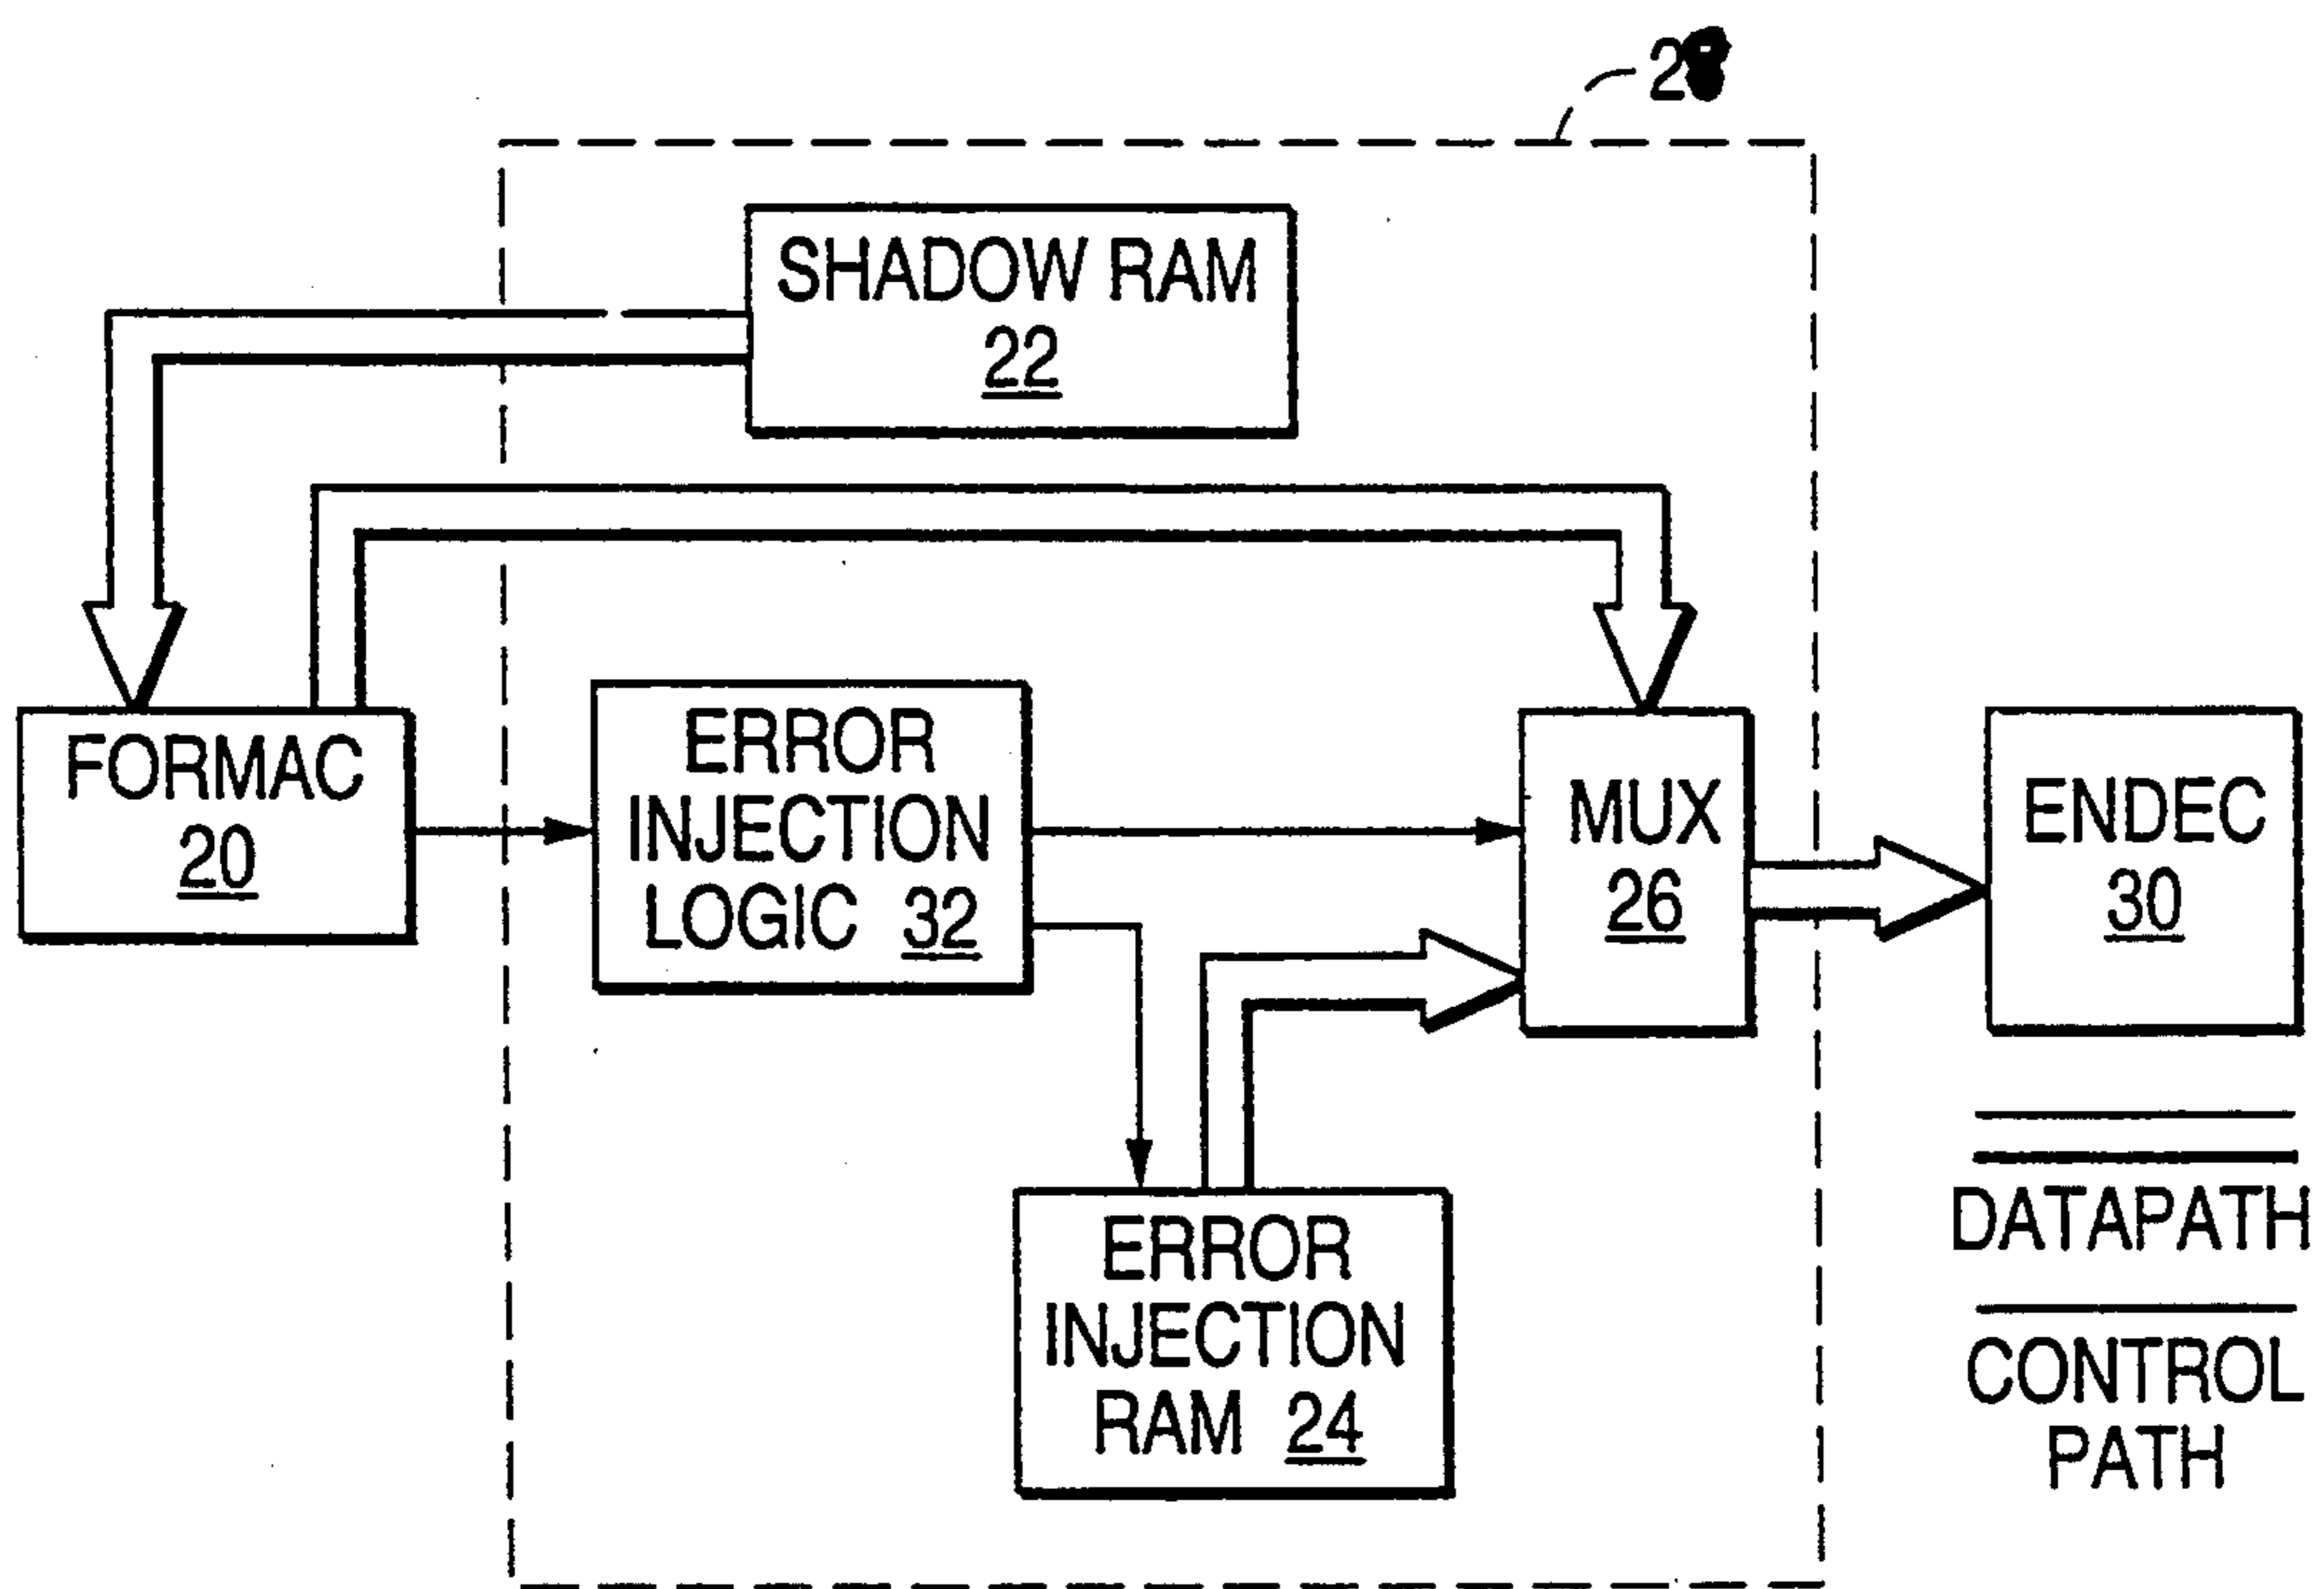 SHADOW RAM
22
FORMAC
20
ERROR
INJECTION
LOGIC 32
MUX
26
ENDEC
30
ERROR
INJECTION
RAM 24
DATAPATH
CONTROL
PATH